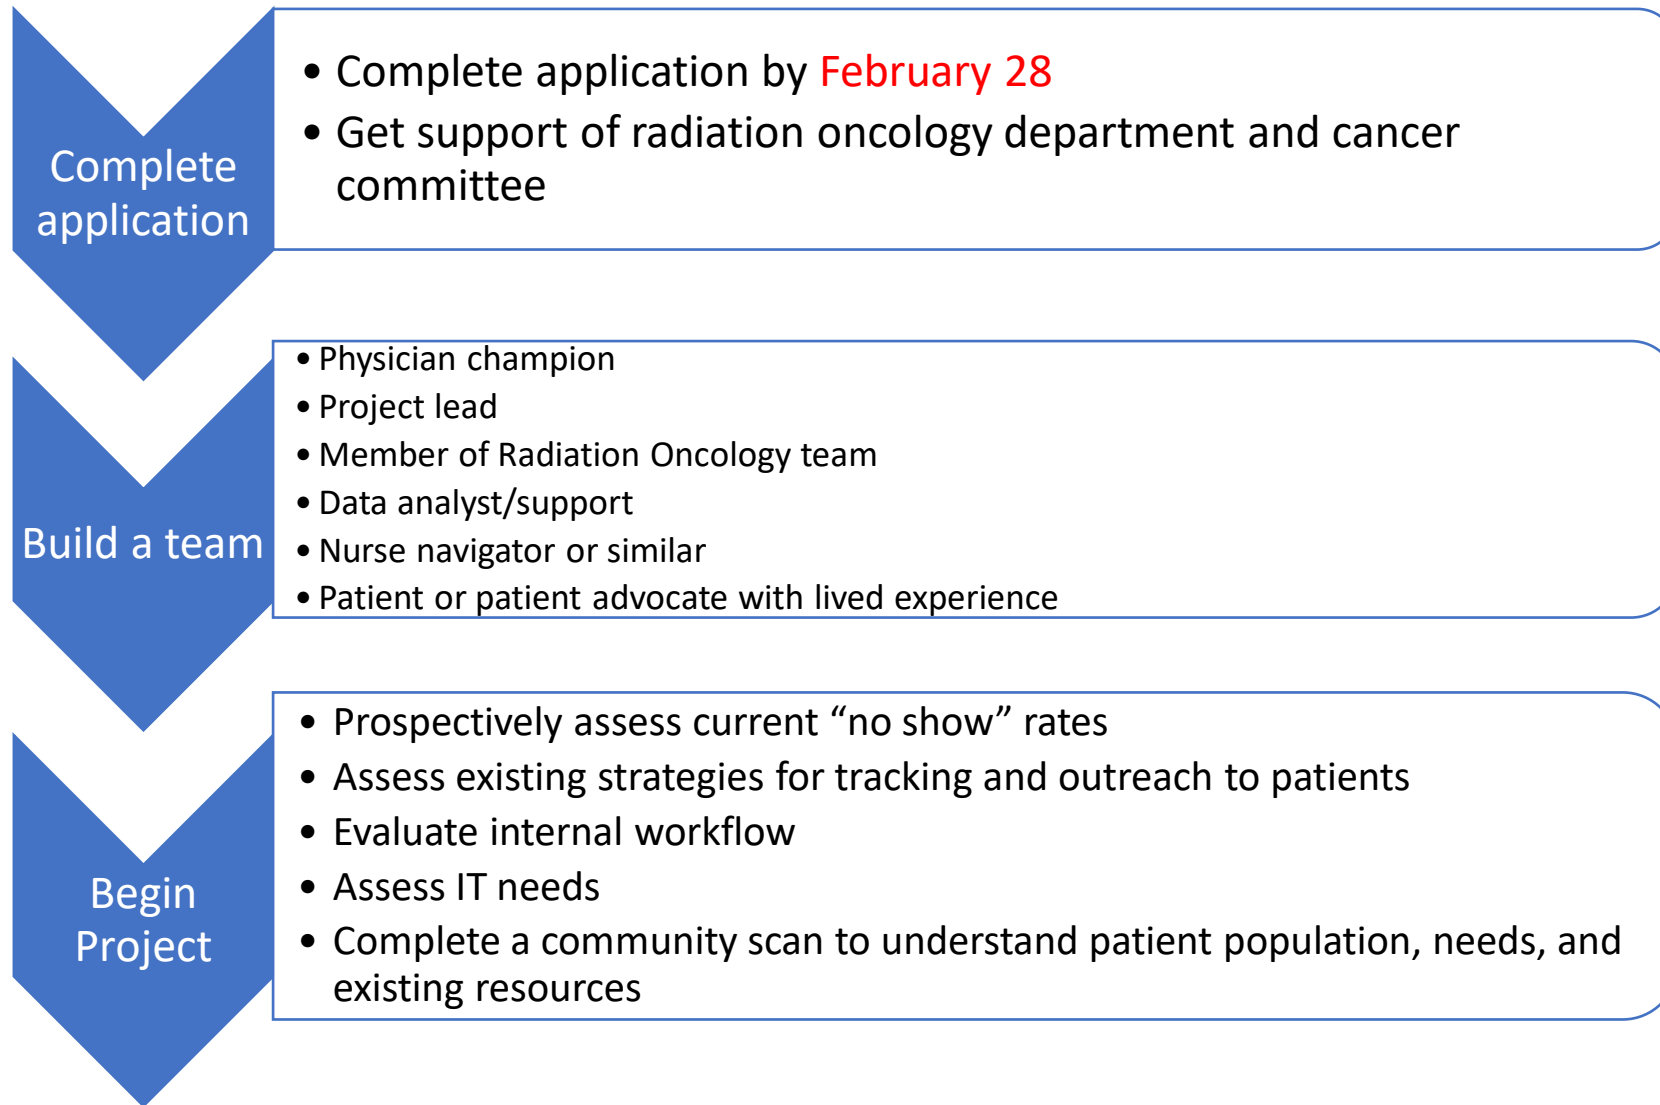 Complete
application
• Complete application by February 28
• Get support of radiation oncology department and cancer
committee
Build a team
• Physician champion
• Project lead
• Member of Radiation Oncology team
• Data analyst/support
• Nurse navigator or similar
• Patient or patient advocate with lived experience
Begin
Project
• Prospectively assess current “no show” rates
• Assess existing strategies for tracking and outreach to patients
• Evaluate internal workflow
• Assess IT needs
• Complete a community scan to understand patient population, needs, and
existing resources